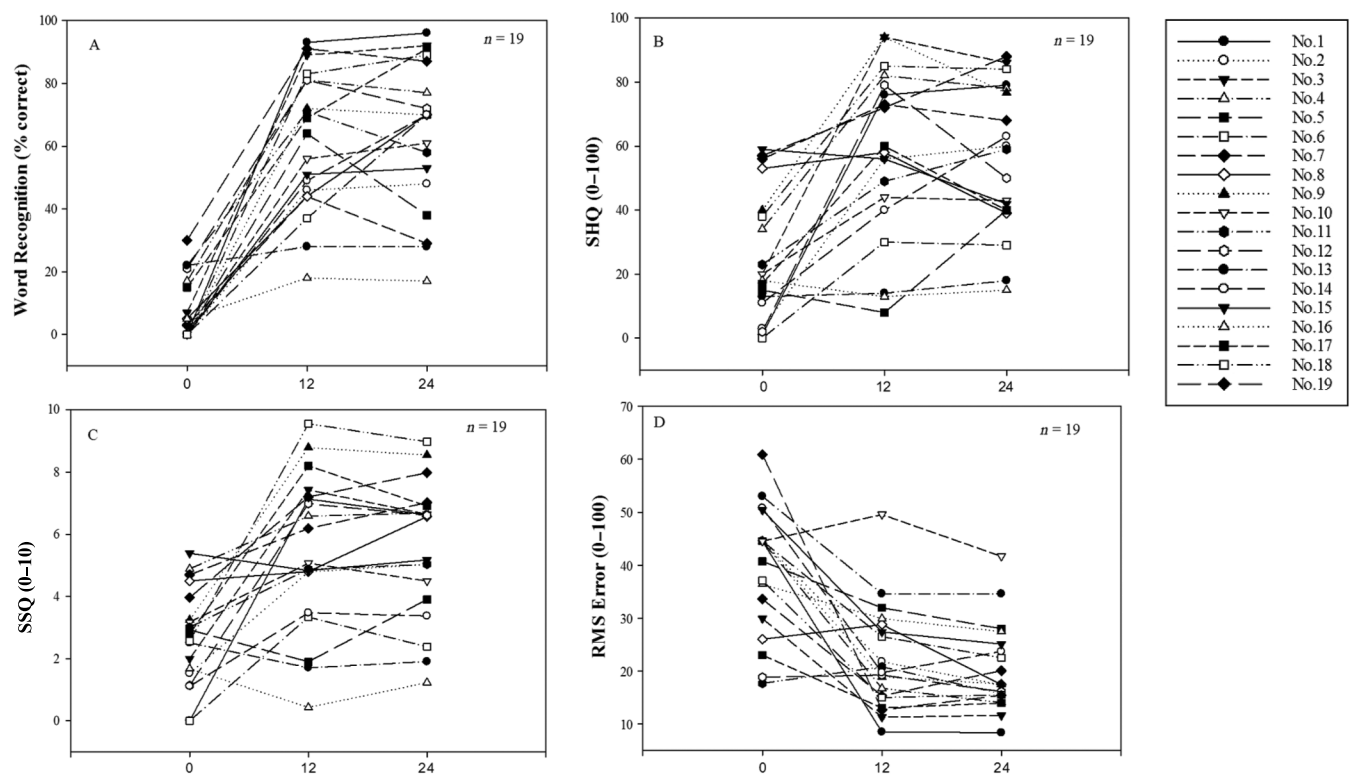 A
n = 19
Word Recognition (% correct)
100
80
60
40
20
0
0 12 24
B
n = 19
SHQ (0–100)
100
80
60
40
20
0
0 12 24
No.1
No.2
No.3
No.4
No.5
No.6
No.7
No.8
No.9
No.10
No.11
No.12
No.13
No.14
No.15
No.16
No.17
No.18
No.19
C
n = 19
SSQ (0–10)
10
8
6
4
2
0
0 12 24
D
n = 19
RMS Error (0–100)
70
60
50
40
30
20
10
0 12 24